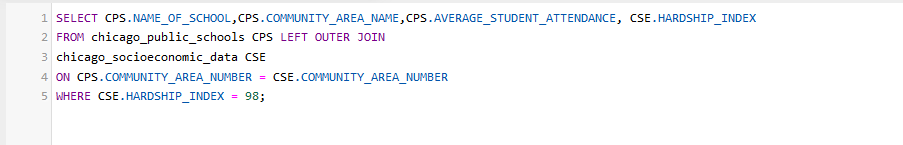 1 SELECT CPS.NAME_OF_SCHOOL,CPS.COMMUNITY_AREA_NAME,CPS.AVERAGE_STUDENT_ATTENDANCE, CSE.HARDSHIP_INDEX
2 FROM chicago_public_schools CPS LEFT OUTER JOIN
3 chicago_socioeconomic_data CSE
4 ON CPS.COMMUNITY_AREA_NUMBER = CSE.COMMUNITY_AREA_NUMBER
5 WHERE CSE.HARDSHIP_INDEX = 98;